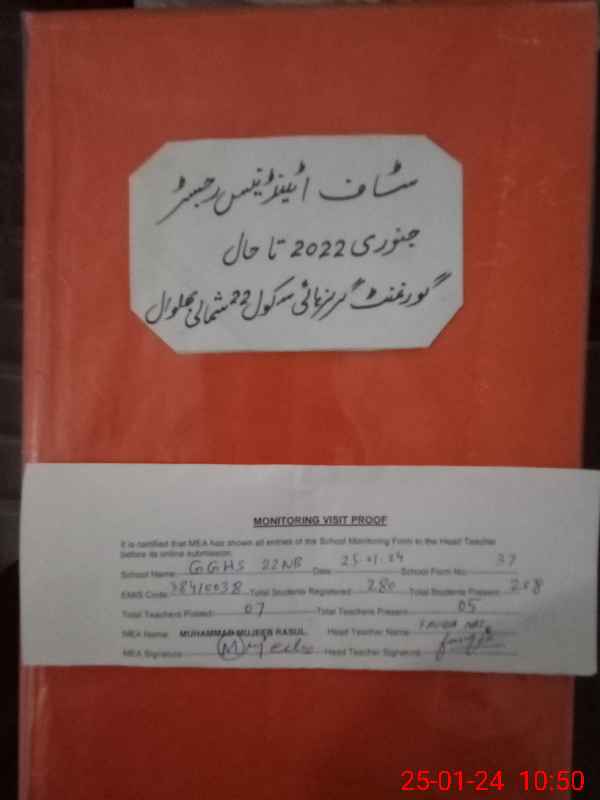 سٹاف اٹینڈنس رجسٹر
جنوری 2022 تا حال
گورنمنٹ گرلز ہائی سکول 22 شمالی بھلوال
MONITORING VISIT PROOF
It is certified that MEA has shown all entries of the School Monitoring Form to the Head Teacher
before its online submission.
School Name: GGHS 22NB Date: 25.01.24 School Form No: 37
EMIS Code: 38410038 Total Students Registered: 280 Total Students Present: 208
Total Teachers Posted: 07 Total Teachers Present: 05
MEA Name: MUHAMMAD MUJEEB RASUL Head Teacher Name:
MEA Signature: Mujeeb Head Teacher Signature:
25-01-24 10:50